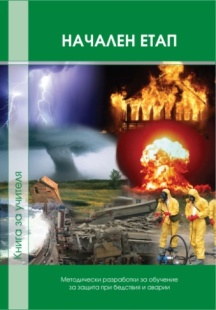 НАЧАЛЕН ЕТАП
Книга за учителя
Методически разработки за обучение
за защита при бедствия и аварии